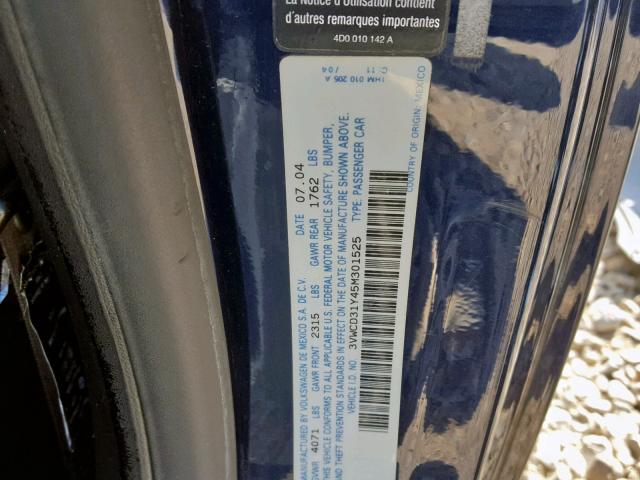 La Notice d'Utilisation contient
d'autres remarques importantes
4D0 010 142 A
MANUFACTURED BY VOLKSWAGEN DE MEXICO S.A. DE C.V. DATE 07.04
GVWR 4071 LBS GAWR FRONT 2315 LBS GAWR REAR 1762 LBS
THIS VEHICLE CONFORMS TO ALL APPLICABLE U.S. FEDERAL MOTOR VEHICLE SAFETY, BUMPER,
AND THEFT PREVENTION STANDARDS IN EFFECT ON THE DATE OF MANUFACTURE SHOWN ABOVE.
VEHICLE I.D. NO 3VWCD31Y45M301525 TYPE: PASSENGER CAR
1HM 010 205 A
/04
COUNTRY OF ORIGIN: MEXICO